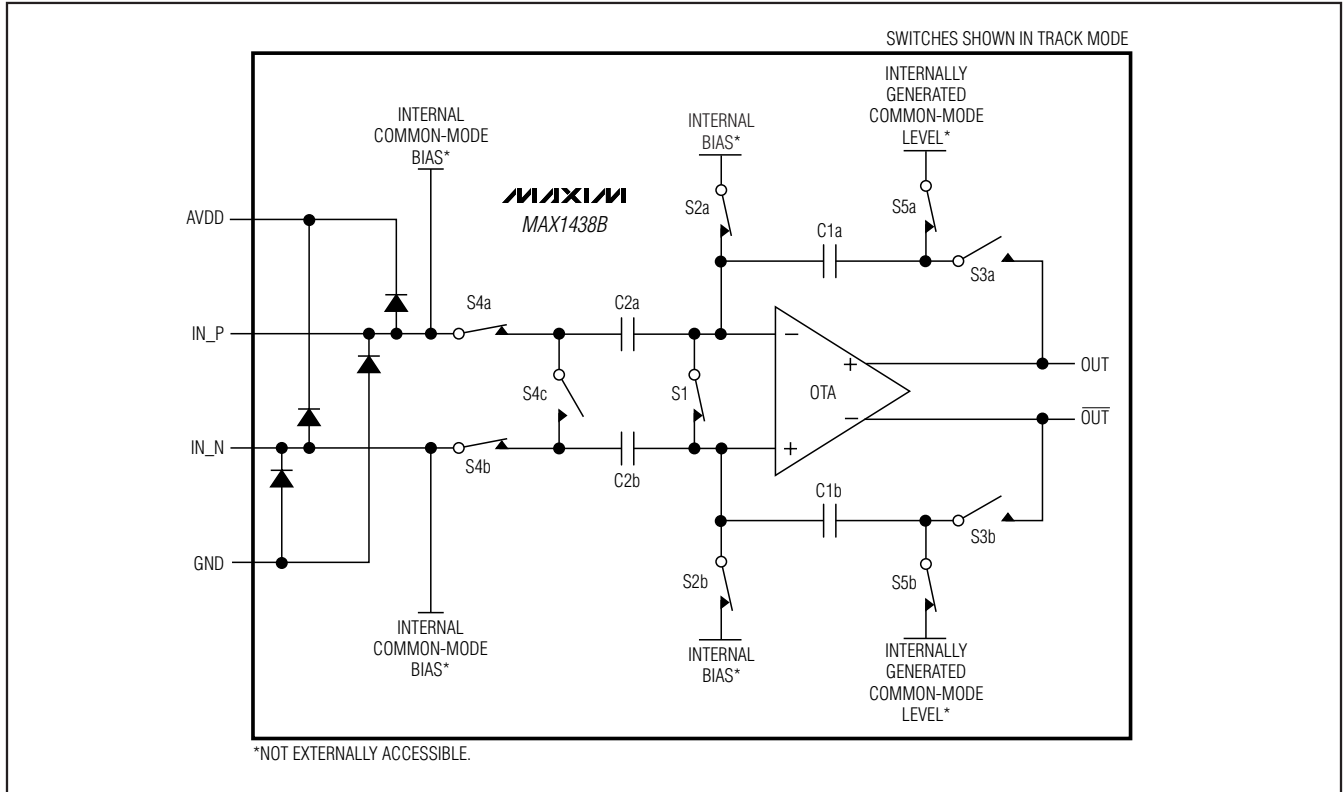 SWITCHES SHOWN IN TRACK MODE
INTERNAL
COMMON-MODE
BIAS*
INTERNAL
BIAS*
INTERNALLY
GENERATED
COMMON-MODE
LEVEL*
MAXIM
MAX1438B
AVDD
S2a
S5a
C1a
S3a
S4a
C2a
IN_P
S4c
S1
OTA
−
+
+
−
OUT
OUT
IN_N
S4b
C2b
C1b
S3b
GND
S2b
S5b
INTERNAL
COMMON-MODE
BIAS*
INTERNAL
BIAS*
INTERNALLY
GENERATED
COMMON-MODE
LEVEL*
*NOT EXTERNALLY ACCESSIBLE.